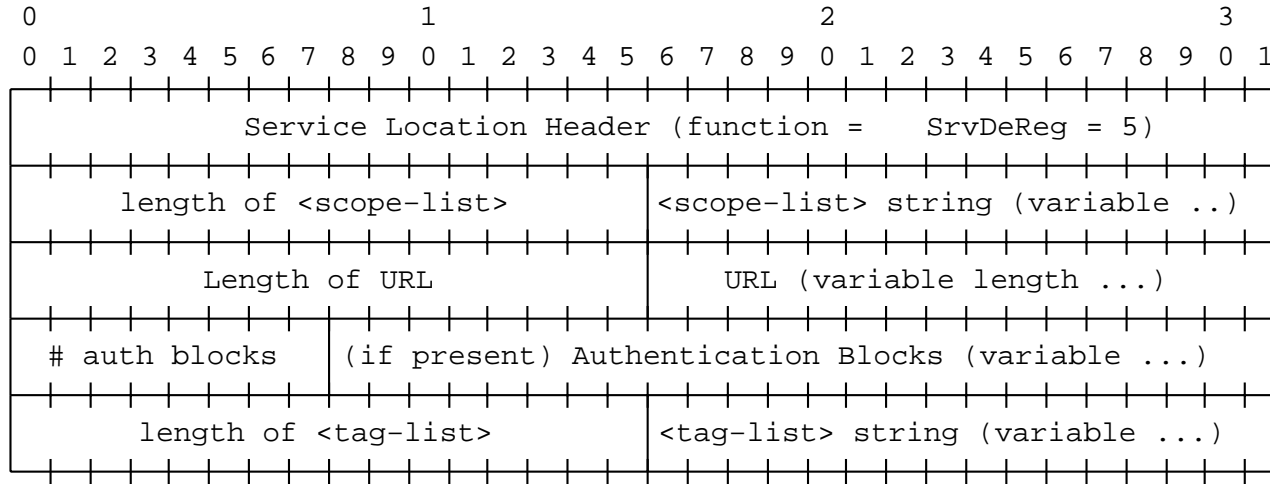 0 1 2 3
0 1 2 3 4 5 6 7 8 9 0 1 2 3 4 5 6 7 8 9 0 1 2 3 4 5 6 7 8 9 0 1
Service Location Header (function = SrvDeReg = 5)
length of <scope-list> <scope-list> string (variable ..)
Length of URL URL (variable length ...)
# auth blocks (if present) Authentication Blocks (variable ...)
length of <tag-list> <tag-list> string (variable ...)